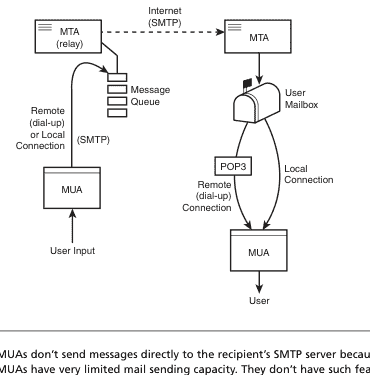 Internet
(SMTP)
MTA
(relay)
MTA
Message
Queue
User
Mailbox
Remote
(dial-up)
or Local
Connection
(SMTP)
POP3
Local
Connection
Remote
(dial-up)
Connection
MUA
MUA
User Input
User
MUAs don't send messages directly to the recipient's SMTP server becau
MUAs have very limited mail sending capacity. They don't have such fea